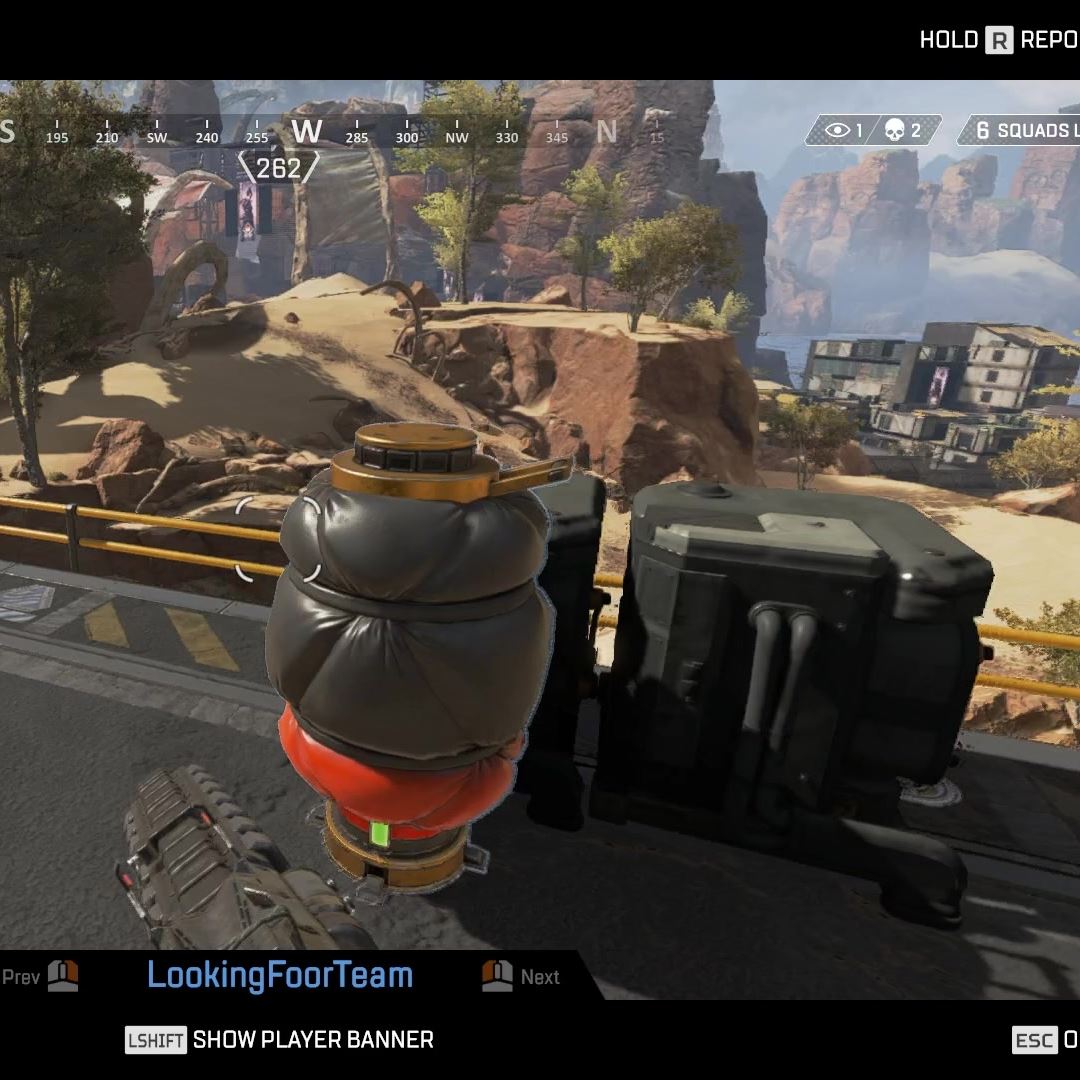 HOLD R REPO
S 195 210 SW 240 255 W 285 300 NW 330 345 N 15
262
1 2 6 SQUADS L
Prev LookingFoorTeam Next
LSHIFT SHOW PLAYER BANNER
ESC O